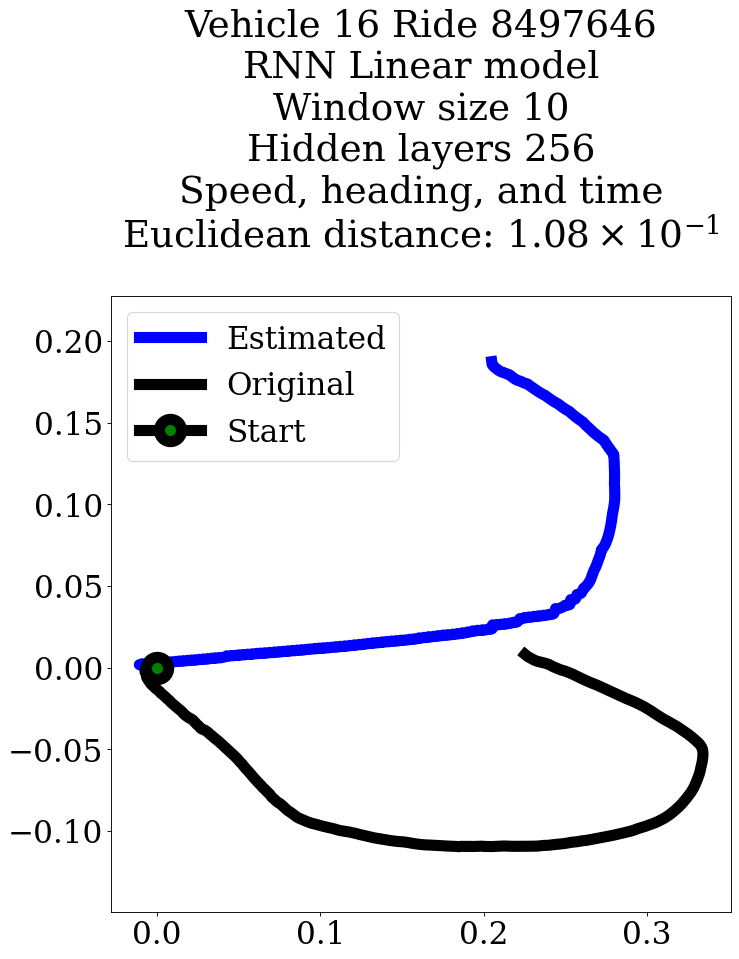 Vehicle 16 Ride 8497646
RNN Linear model
Window size 10
Hidden layers 256
Speed, heading, and time
Euclidean distance: 1.08 × 10⁻¹
Estimated
Original
Start
0.20
0.15
0.10
0.05
0.00
−0.05
−0.10
0.0 0.1 0.2 0.3